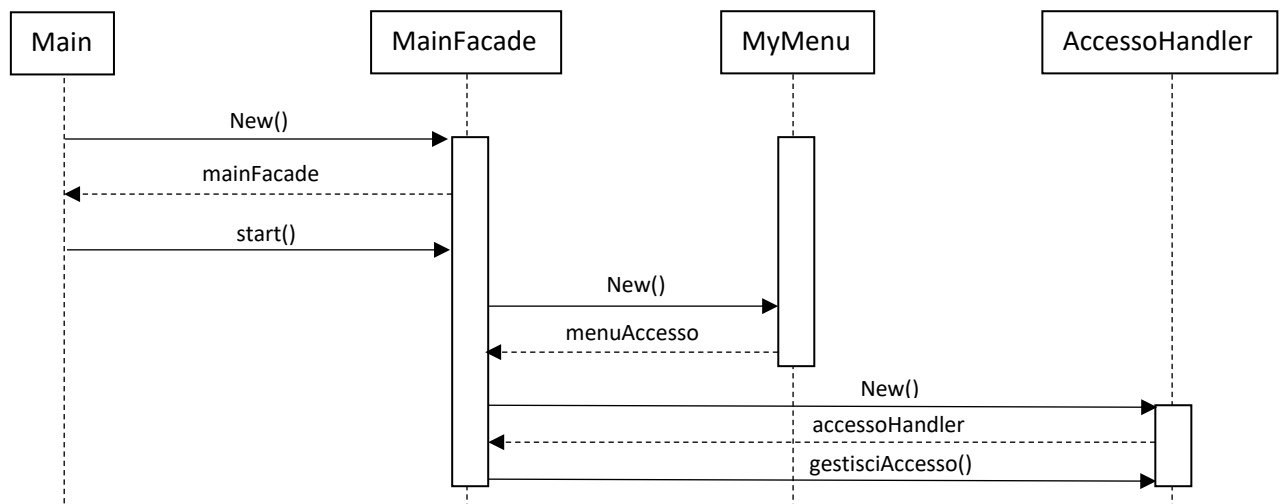 Main
MainFacade
MyMenu
AccessoHandler
New()
mainFacade
start()
New()
menuAccesso
New()
accessoHandler
gestisciAccesso()